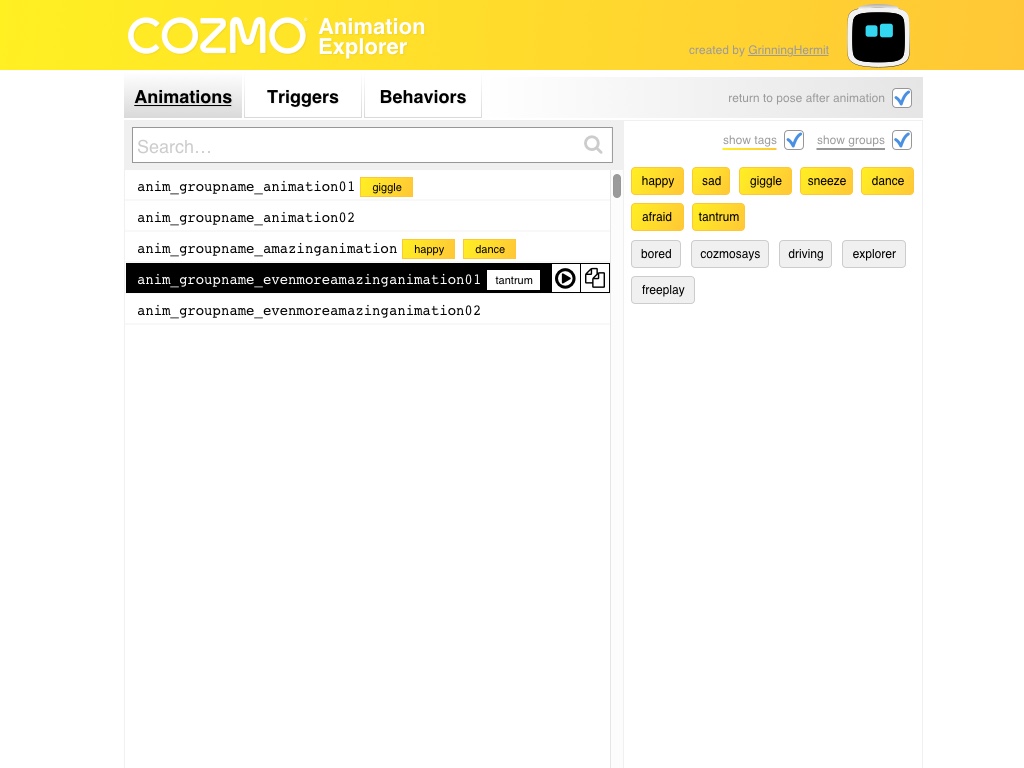 COZMO Animation
Explorer
created by GrinningHermit
Animations Triggers Behaviors
return to pose after animation
Search...
show tags show groups
anim_groupname_animation01 giggle
anim_groupname_animation02
anim_groupname_amazinganimation happy dance
anim_groupname_evenmoreamazinganimation01 tantrum
anim_groupname_evenmoreamazinganimation02
happy sad giggle sneeze dance
afraid tantrum
bored cozmosays driving explorer
freeplay